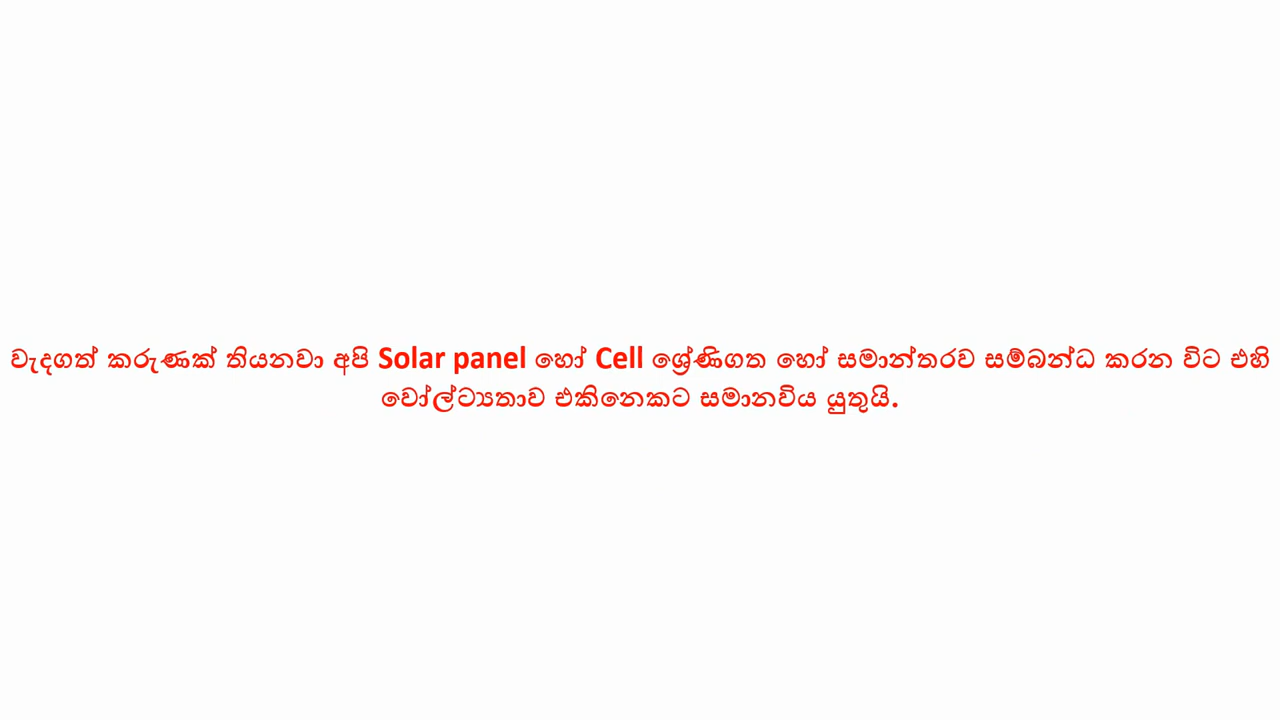 වැදගත් කරුණක් තියනවා අපි Solar panel හෝ Cell ශ්‍රේණිගත හෝ සමාන්තරව සම්බන්ධ කරන විට එහි
වෝල්ට්‍යතාව එකිනෙකට සමානවිය යුතුයි.